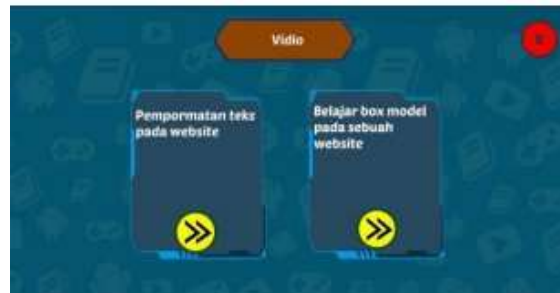 Vidio
Pempormatan teks
pada website
Belajar box model
pada sebuah
website